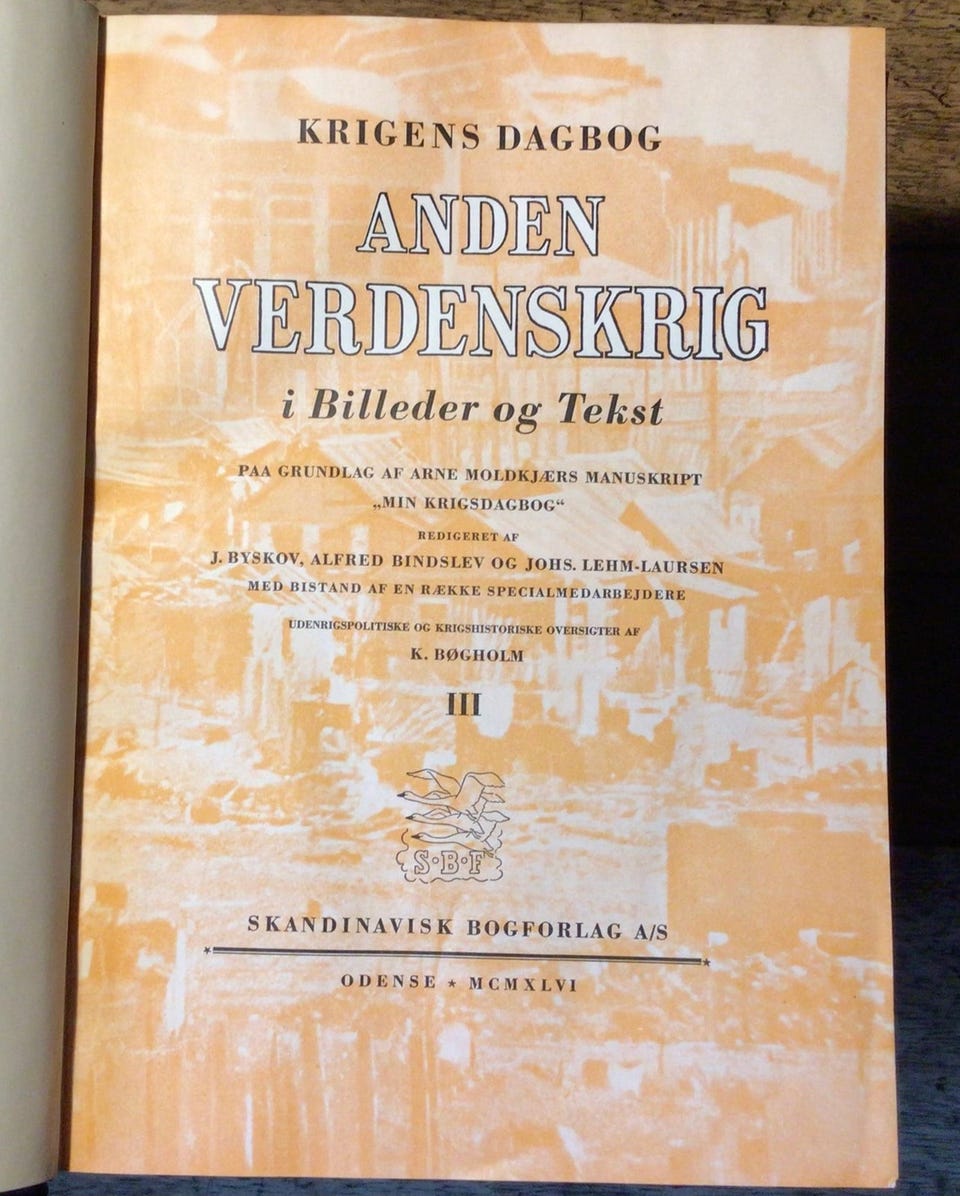 KRIGENS DAGBOG
ANDEN
VERDENSKRIG
i Billeder og Tekst
PAA GRUNDLAG AF ARNE MOLDKJÆRS MANUSKRIPT
„MIN KRIGSDAGBOG“
REDIGERET AF
J. BYSKOV, ALFRED BINDSLEV OG JOHS. LEHM-LAURSEN
MED BISTAND AF EN RÆKKE SPECIALMEDARBEJDERE
UDENRIGSPOLITISKE OG KRIGSHISTORISKE OVERSIGTER AF
K. BØGHOLM
III
S·B·F
SKANDINAVISK BOGFORLAG A/S
ODENSE ★ MCMXLVI